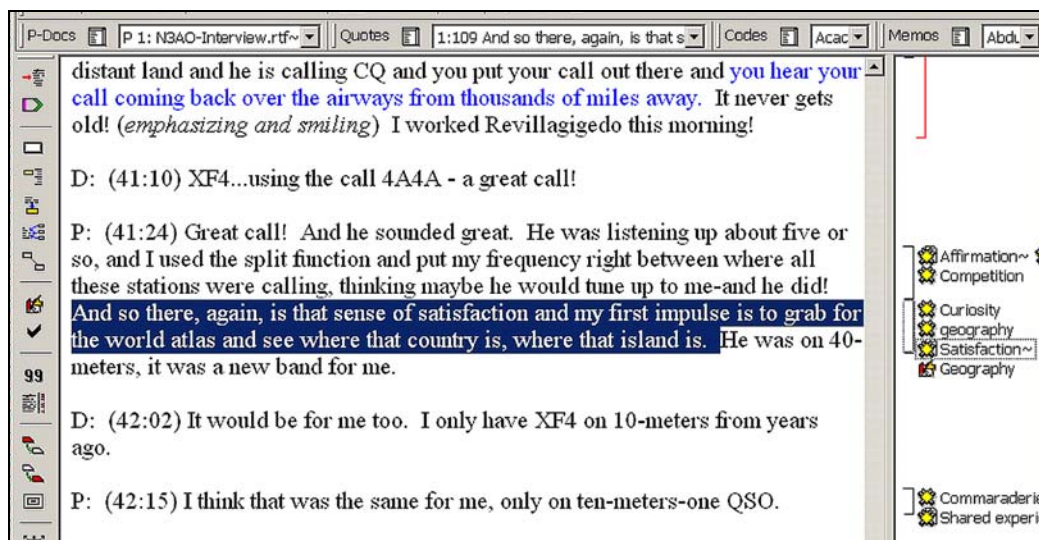 P-Docs P 1: N3AO-Interview.rtf~ Quotes 1:109 And so there, again, is that s Codes Acac Memos Abdu
distant land and he is calling CQ and you put your call out there and you hear your
call coming back over the airways from thousands of miles away. It never gets
old! (emphasizing and smiling) I worked Revillagigedo this morning!
D: (41:10) XF4...using the call 4A4A - a great call!
P: (41:24) Great call! And he sounded great. He was listening up about five or
so, and I used the split function and put my frequency right between where all
these stations were calling, thinking maybe he would tune up to me-and he did!
And so there, again, is that sense of satisfaction and my first impulse is to grab for
the world atlas and see where that country is, where that island is. He was on 40-
meters, it was a new band for me.
D: (42:02) It would be for me too. I only have XF4 on 10-meters from years
ago.
P: (42:15) I think that was the same for me, only on ten-meters-one QSO.
99
Affirmation~
Competition
Curiosity
geography
Satisfaction~
Geography
Commaraderie
Shared experi